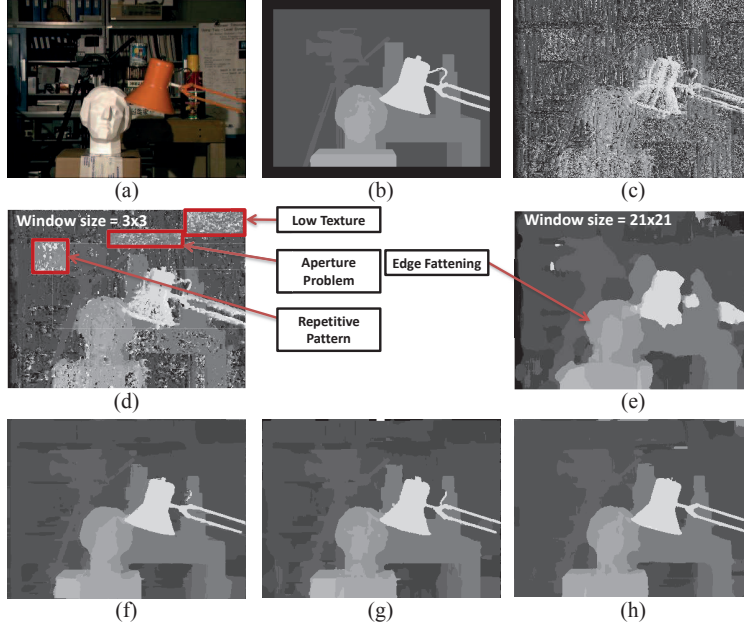 (a)
(b)
(c)
Window size = 3x3
Low Texture
Aperture
Problem
Repetitive
Pattern
Edge Fattening
Window size = 21x21
(d)
(e)
(f)
(g)
(h)